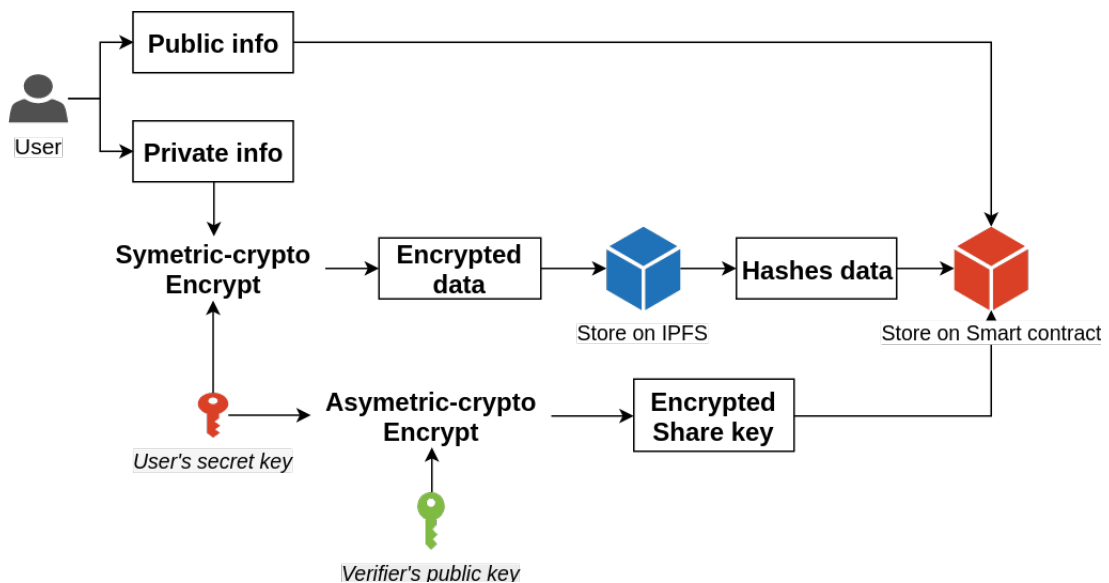 Public info
User
Private info
Symetric-crypto
Encrypt
Encrypted
data
Store on IPFS
Hashes data
Store on Smart contract
User's secret key
Asymetric-crypto
Encrypt
Encrypted
Share key
Verifier's public key